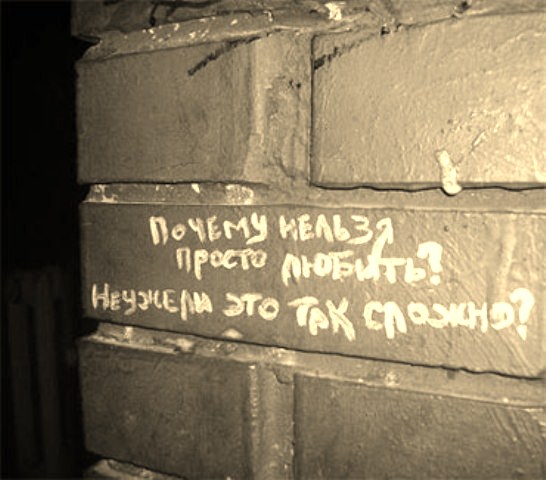 Почему нельзя
просто любить?
Неужели это так сложно?